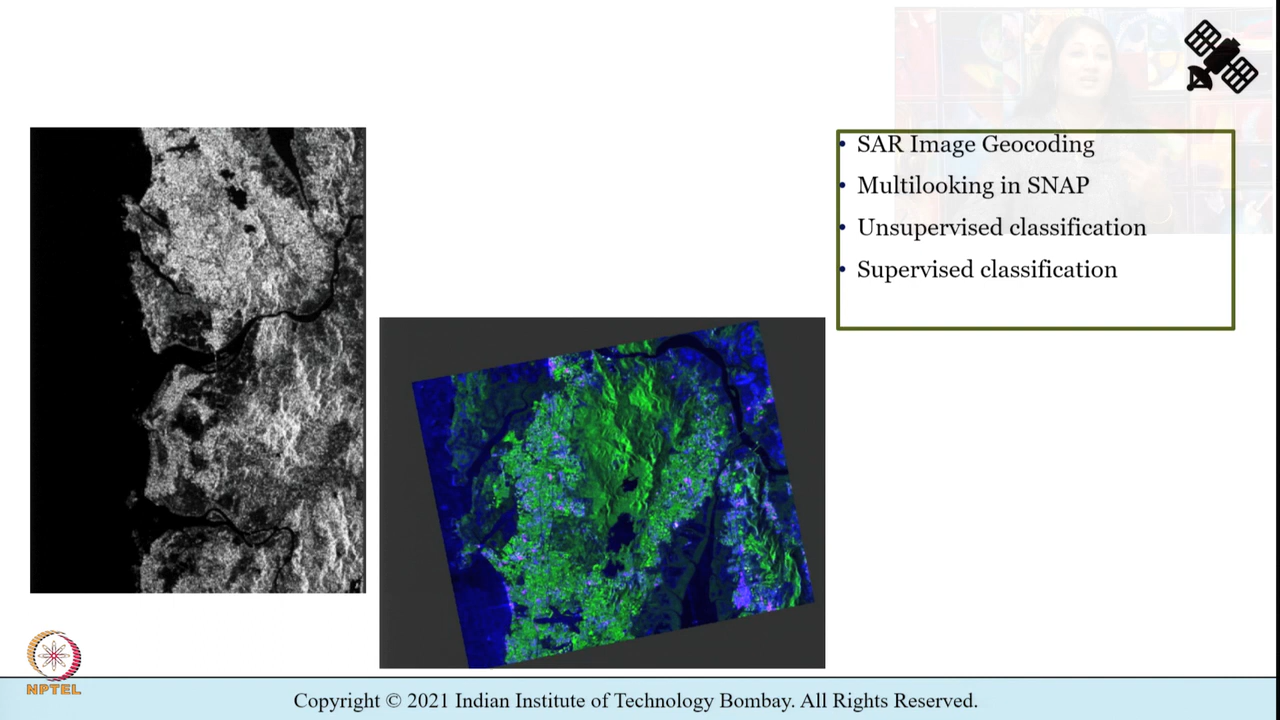 • SAR Image Geocoding
• Multilooking in SNAP
• Unsupervised classification
• Supervised classification
NPTEL
Copyright © 2021 Indian Institute of Technology Bombay. All Rights Reserved.